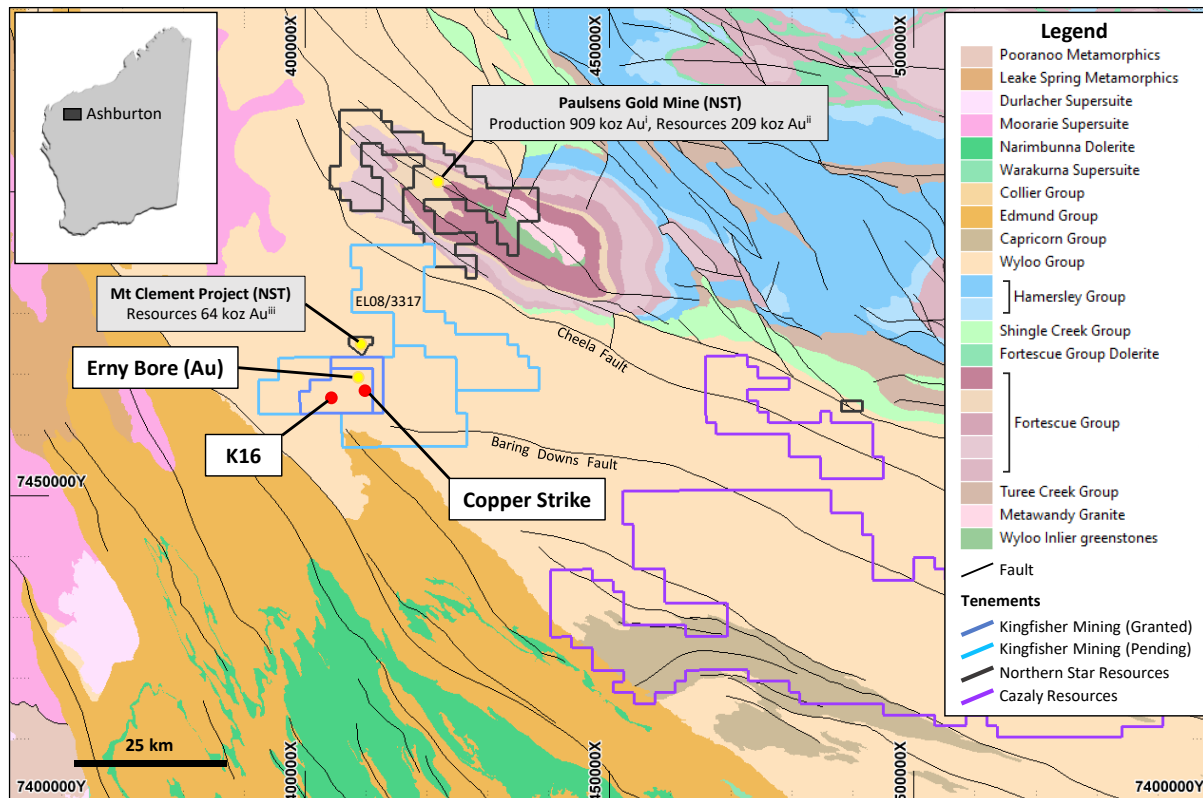 400000X
450000X
500000X
Ashburton
Paulsens Gold Mine (NST)
Production 909 koz Auⁱ, Resources 209 koz Auⁱⁱ
Mt Clement Project (NST)
Resources 64 koz Auⁱⁱⁱ
EL08/3317
Erny Bore (Au)
Cheela Fault
K16
Baring Downs Fault
Copper Strike
7450000Y
25 km
7400000Y
400000X
450000X
500000X
7400000Y
Legend
Pooranoo Metamorphics
Leake Spring Metamorphics
Durlacher Supersuite
Moorarie Supersuite
Narimbunna Dolerite
Warakurna Supersuite
Collier Group
Edmund Group
Capricorn Group
Wyloo Group
Hamersley Group
Shingle Creek Group
Fortescue Group Dolerite
Fortescue Group
Turee Creek Group
Metawandy Granite
Wyloo Inlier greenstones
Fault
Tenements
Kingfisher Mining (Granted)
Kingfisher Mining (Pending)
Northern Star Resources
Cazaly Resources